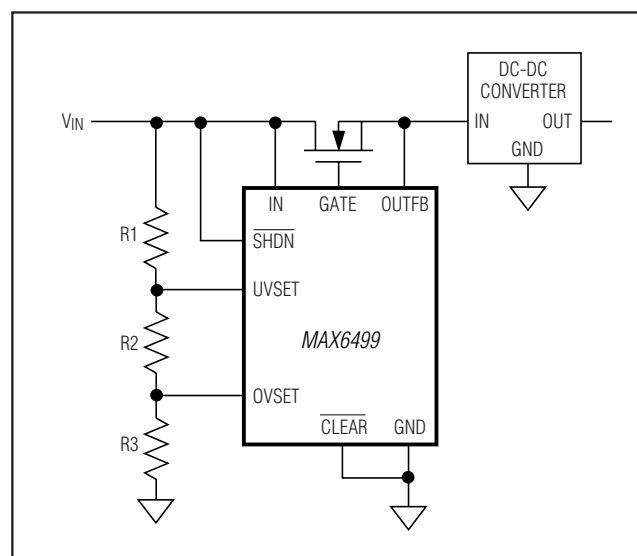 DC-DC
CONVERTER
VIN
IN OUT
GND
IN GATE OUTFB
SHDN
R1
UVSET
R2
MAX6499
OVSET
CLEAR GND
R3